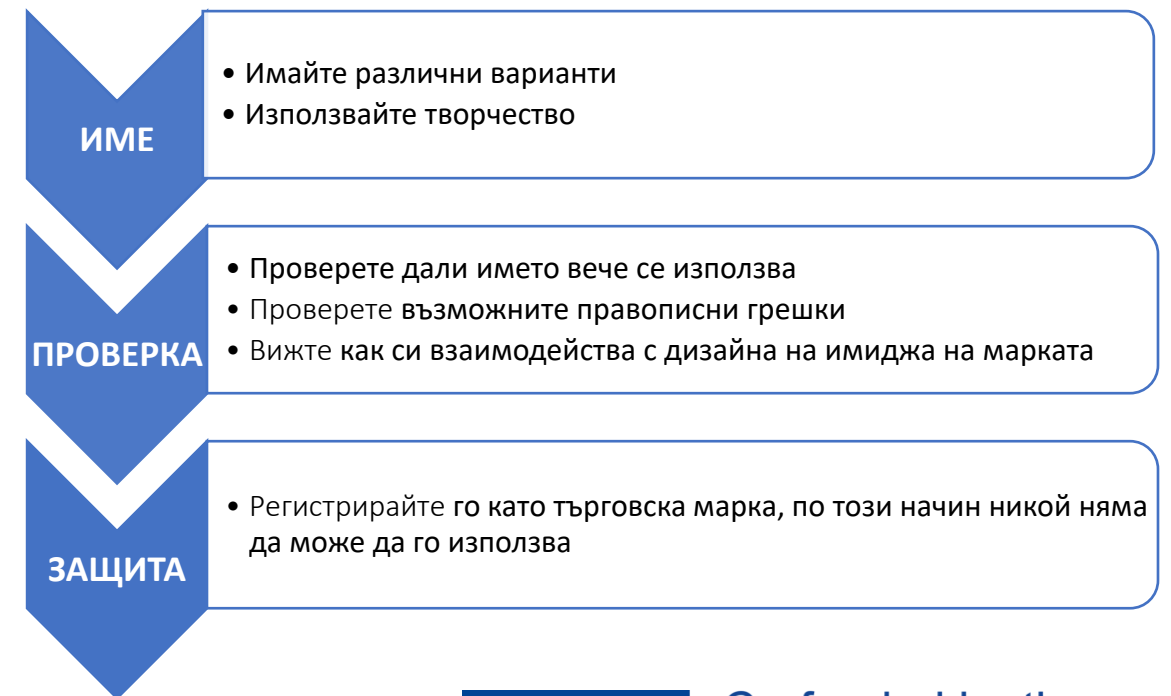 ИМЕ
• Имайте различни варианти
• Използвайте творчество
ПРОВЕРКА
• Проверете дали името вече се използва
• Проверете възможните правописни грешки
• Вижте как си взаимодейства с дизайна на имиджа на марката
ЗАЩИТА
• Регистрирайте го като търговска марка, по този начин никой няма
да може да го използва